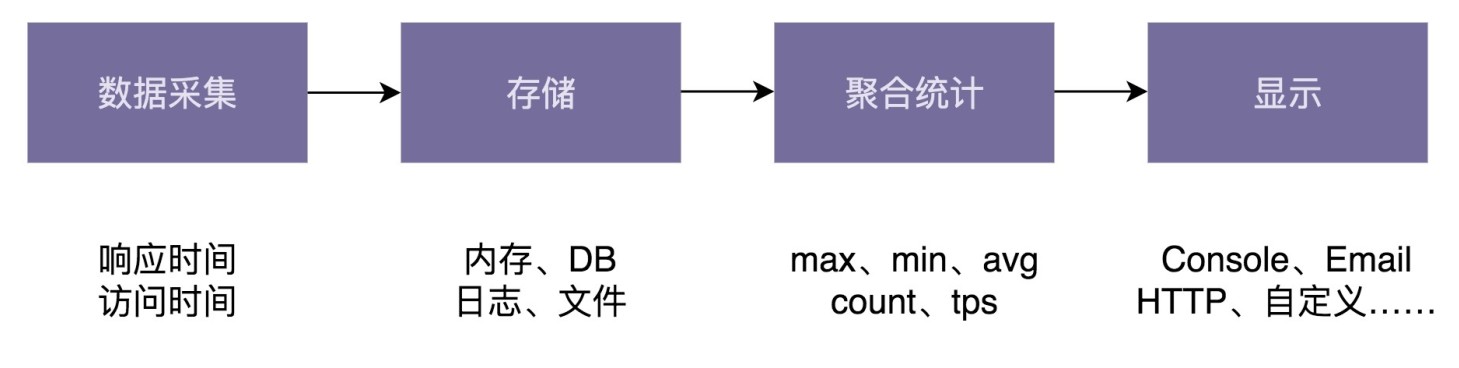 数据采集
存储
聚合统计
显示
响应时间
访问时间
内存、DB
日志、文件
max、min、avg
count、tps
Console、Email
HTTP、自定义……